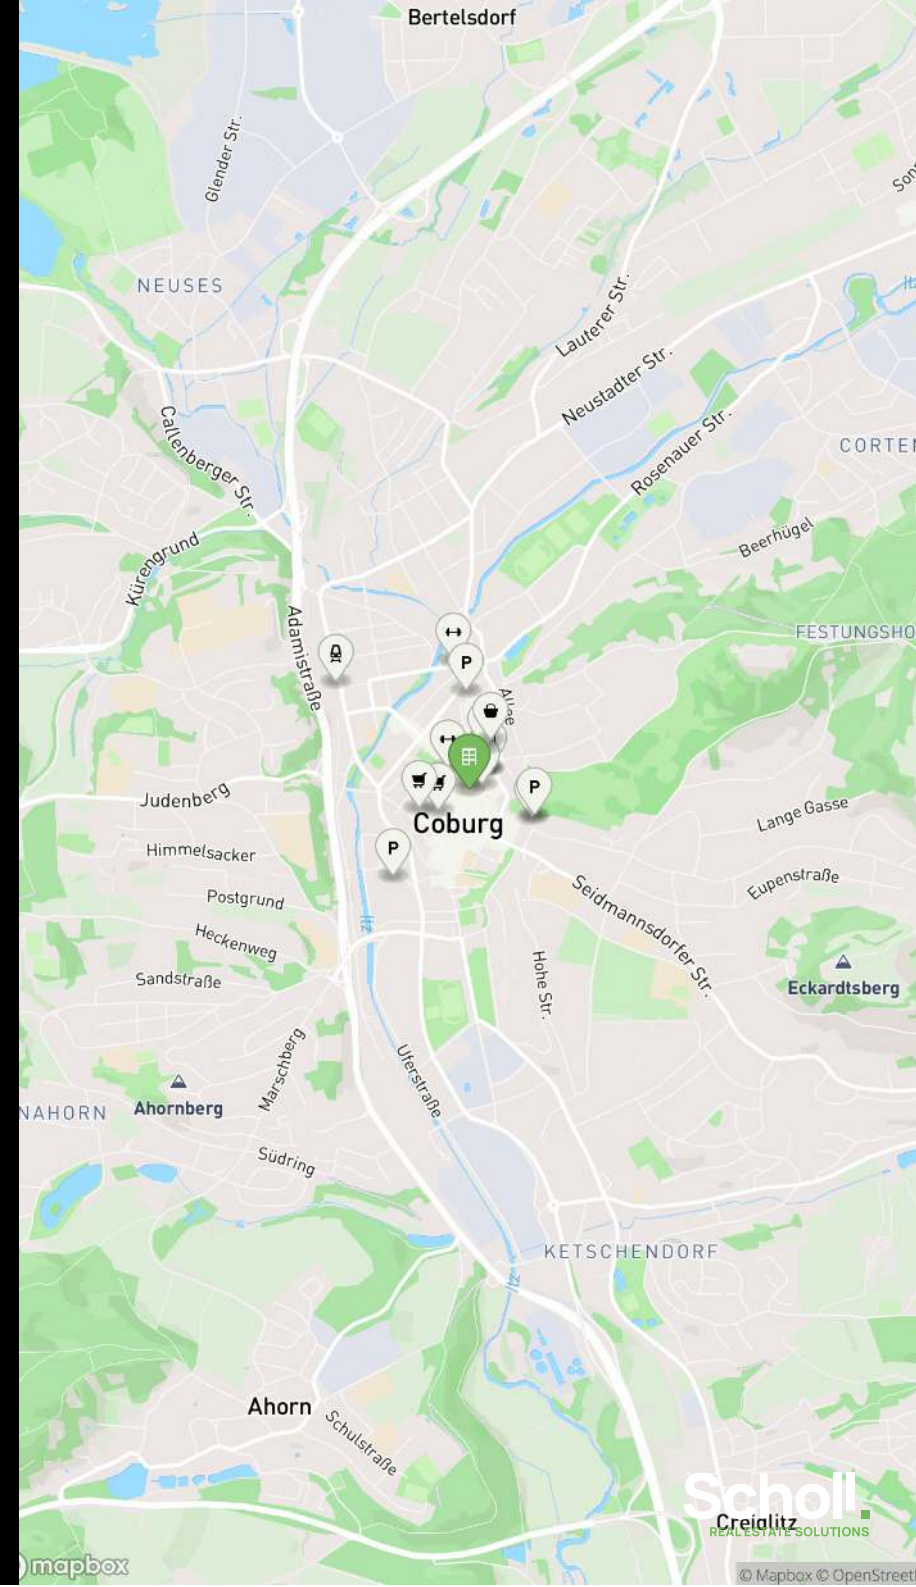 Bertelsdorf
Glender Str.
NEUSES
Lauterer Str.
Neustadter Str.
Rosenauer Str.
Callenberger Str.
Beerhügel
Kürengrund
FESTUNGSHO
Adamistraße
P
Allee
P
Judenberg
Lange Gasse
Coburg
Himmelsacker
P
Eupenstraße
Postgrund
Seidmannsdorfer Str.
Heckenweg
Itz
Sandstraße
Hohe Str.
Eckardtsberg
Marschberg
Uferstraße
Ahornberg
NAHORN
Südring
KETSCHENDORF
Itz
Ahorn
Schulstraße
Scholl.
Creidlitz
REAL ESTATE SOLUTIONS
mapbox
© Mapbox © OpenStreet